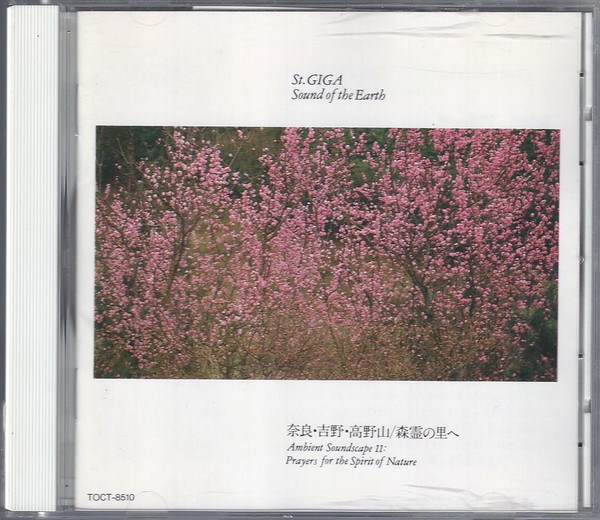 St.GIGA
Sound of the Earth
奈良・吉野・高野山/森霊の里へ
Ambient Soundscape 11:
Prayers for the Spirit of Nature
TOCT-8510